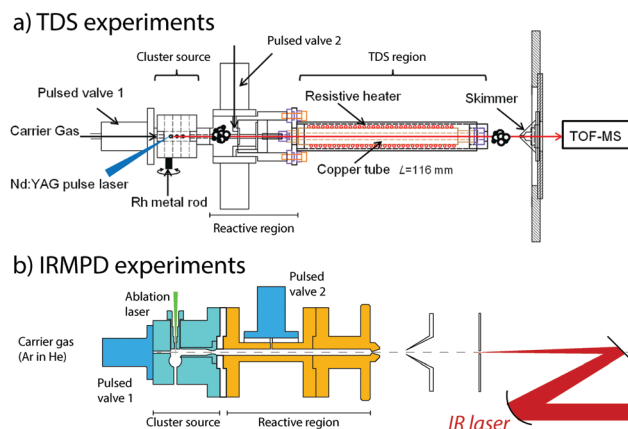 a) TDS experiments
Pulsed valve 2
Cluster source
TDS region
Pulsed valve 1
Resistive heater
Skimmer
Carrier Gas
TOF-MS
Nd:YAG pulse laser
Copper tube L=116 mm
Rh metal rod
Reactive region
b) IRMPD experiments
Pulsed
valve 2
Ablation
laser
Carrier gas
(Ar in He)
Pulsed
valve 1
Cluster source
Reactive region
IR laser